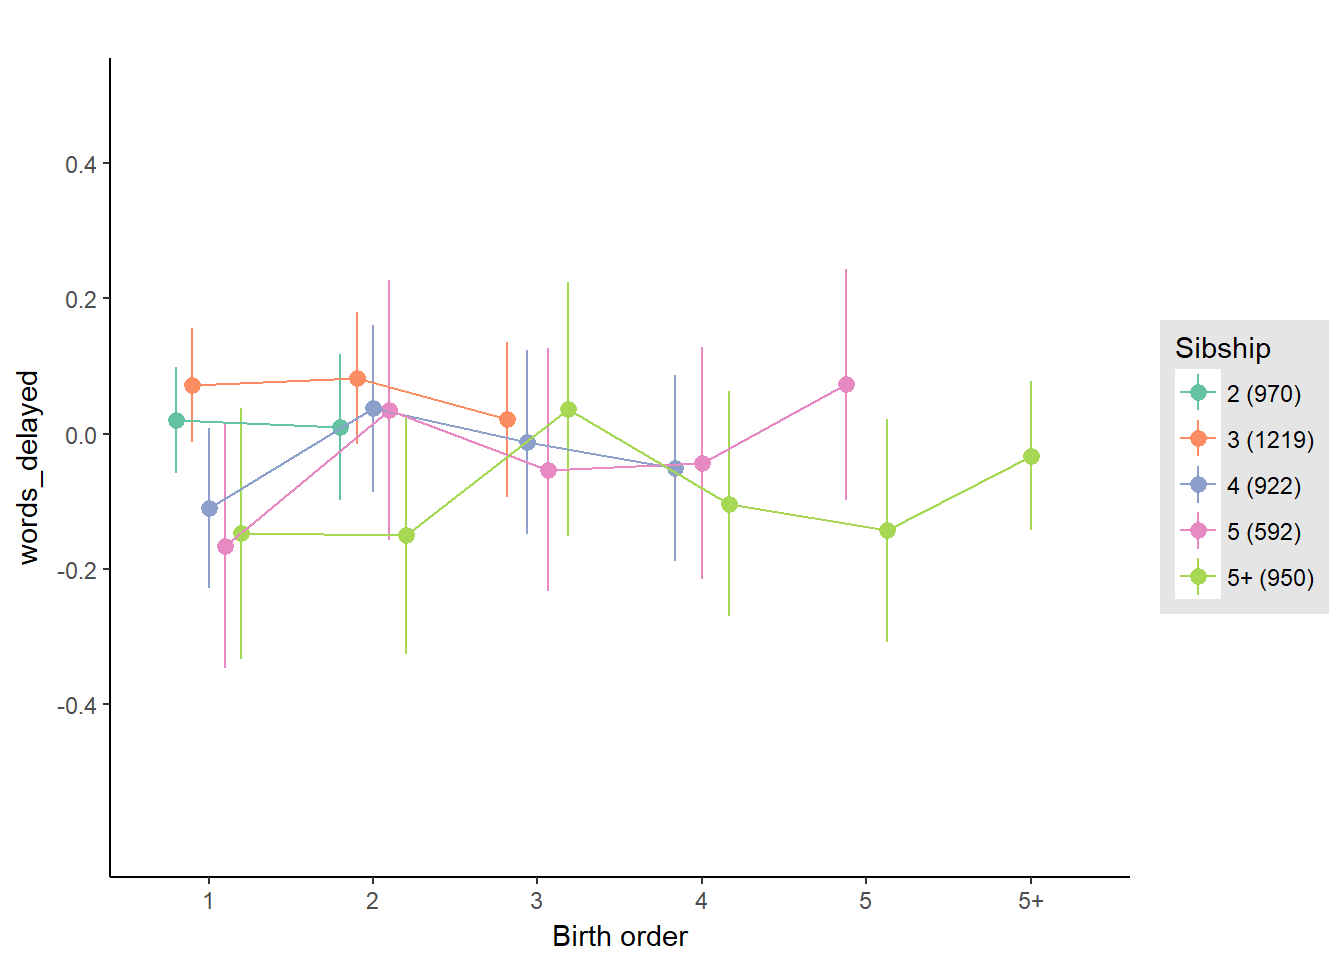 words_delayed
0.4
0.2
0.0
-0.2
-0.4
1 2 3 4 5 5+
Birth order
Sibship
2 (970)
3 (1219)
4 (922)
5 (592)
5+ (950)